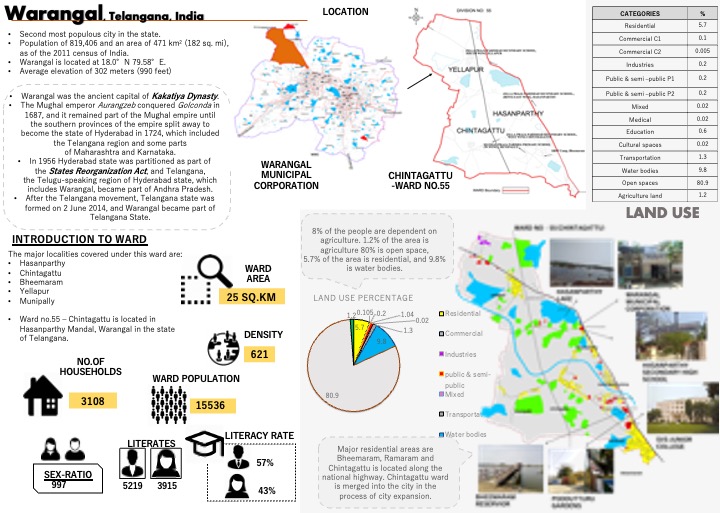 Warangal, Telangana, India
• Second most populous city in the state.
• Population of 819,406 and an area of 471 km² (182 sq. mi),
as of the 2011 census of India.
• Warangal is located at 18.0° N 79.58° E.
• Average elevation of 302 meters (990 feet)
• Warangal was the ancient capital of Kakatiya Dynasty.
• The Mughal emperor Aurangzeb conquered Golconda in
1687, and it remained part of the Mughal empire until
the southern provinces of the empire split away to
become the state of Hyderabad in 1724, which included
the Telangana region and some parts
of Maharashtra and Karnataka.
• In 1956 Hyderabad state was partitioned as part of
the States Reorganization Act, and Telangana,
the Telugu-speaking region of Hyderabad state, which
includes Warangal, became part of Andhra Pradesh.
• After the Telangana movement, Telangana state was
formed on 2 June 2014, and Warangal became part of
Telangana State.
LOCATION
WARANGAL
MUNICIPAL
CORPORATION
DIVISION NO: 55
YELLAPUR
HASANPARTHY
CHINTAGATTU
CHINTAGATTU
-WARD NO.55
CATEGORIES %
Residential 5.7
Commercial C1 0.1
Commercial C2 0.005
Industries 0.2
Public & semi-public P1 0.2
Public & semi-public P2 0.2
Mixed 0.02
Medical 0.02
Education 0.6
Cultural spaces 0.02
Transportation 1.3
Water bodies 9.8
Open spaces 80.9
Agriculture land 1.2
LAND USE
INTRODUCTION TO WARD
The major localities covered under this ward are:
• Hasanparthy
• Chintagattu
• Bheemaram
• Yellapur
• Munipally
• Ward no.55 – Chintagattu is located in
Hasanparthy Mandal, Warangal in the state
of Telangana.
WARD
AREA
25 SQ.KM
DENSITY
621
NO.OF
HOUSEHOLDS
3108
WARD POPULATION
15536
SEX-RATIO
997
LITERATES
5219 3915
LITERACY RATE
57%
43%
8% of the people are dependent on
agriculture. 1.2% of the area is
agriculture 80% is open space,
5.7% of the area is residential, and 9.8%
is water bodies.
LAND USE PERCENTAGE
1.2 0.105 0.2 1.04
0.02
5.7
1.3
9.8
80.9
Residential
Commercial
Industries
public & semi-
public
Mixed
Transportat
Water bodies
Major residential areas are
Bheemaram, Ramaram and
Chintagattu is located along the
national highway. Chintagattu ward
is merged into the city in the
process of city expansion.
WARD NO : 55 CHINTAGATTU
HASANPARTHY
LAKE
WARANGAL
MUNICIPAL
CORPORATION
HASANPARTHY
SECONDARY HIGH
SCHOOL
JUNIOR
COLLEGE
BHEEMARAM
RESERVOIR
GARDENS